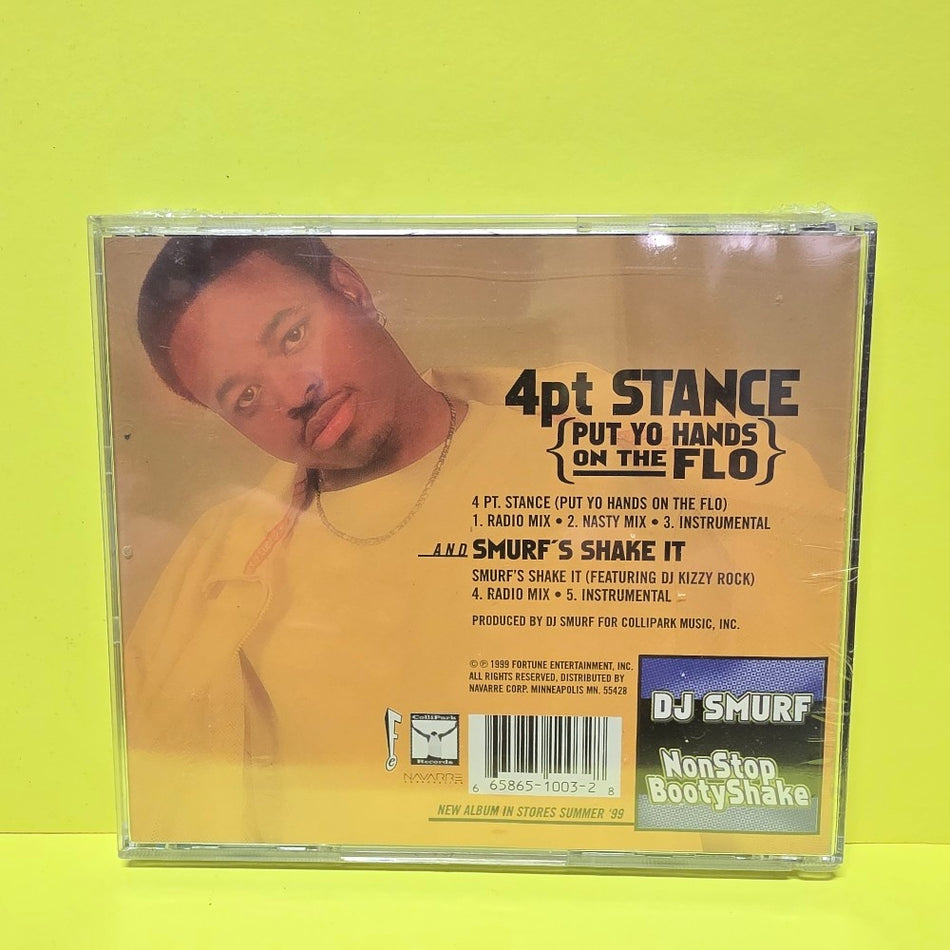 4pt STANCE
{PUT YO HANDS
ON THE FLO}
4 PT. STANCE (PUT YO HANDS ON THE FLO)
1. RADIO MIX • 2. NASTY MIX • 3. INSTRUMENTAL
AND SMURF'S SHAKE IT
SMURF'S SHAKE IT (FEATURING DJ KIZZY ROCK)
4. RADIO MIX • 5. INSTRUMENTAL
PRODUCED BY DJ SMURF FOR COLLIPARK MUSIC, INC.
© ℗ 1999 FORTUNE ENTERTAINMENT, INC.
ALL RIGHTS RESERVED, DISTRIBUTED BY
NAVARRE CORP. MINNEAPOLIS MN. 55428
Fe
ColliPark
Records
NAVARRE
CORPORATION
6 65865-1003-2 8
NEW ALBUM IN STORES SUMMER '99
DJ SMURF
NonStop
BootyShake